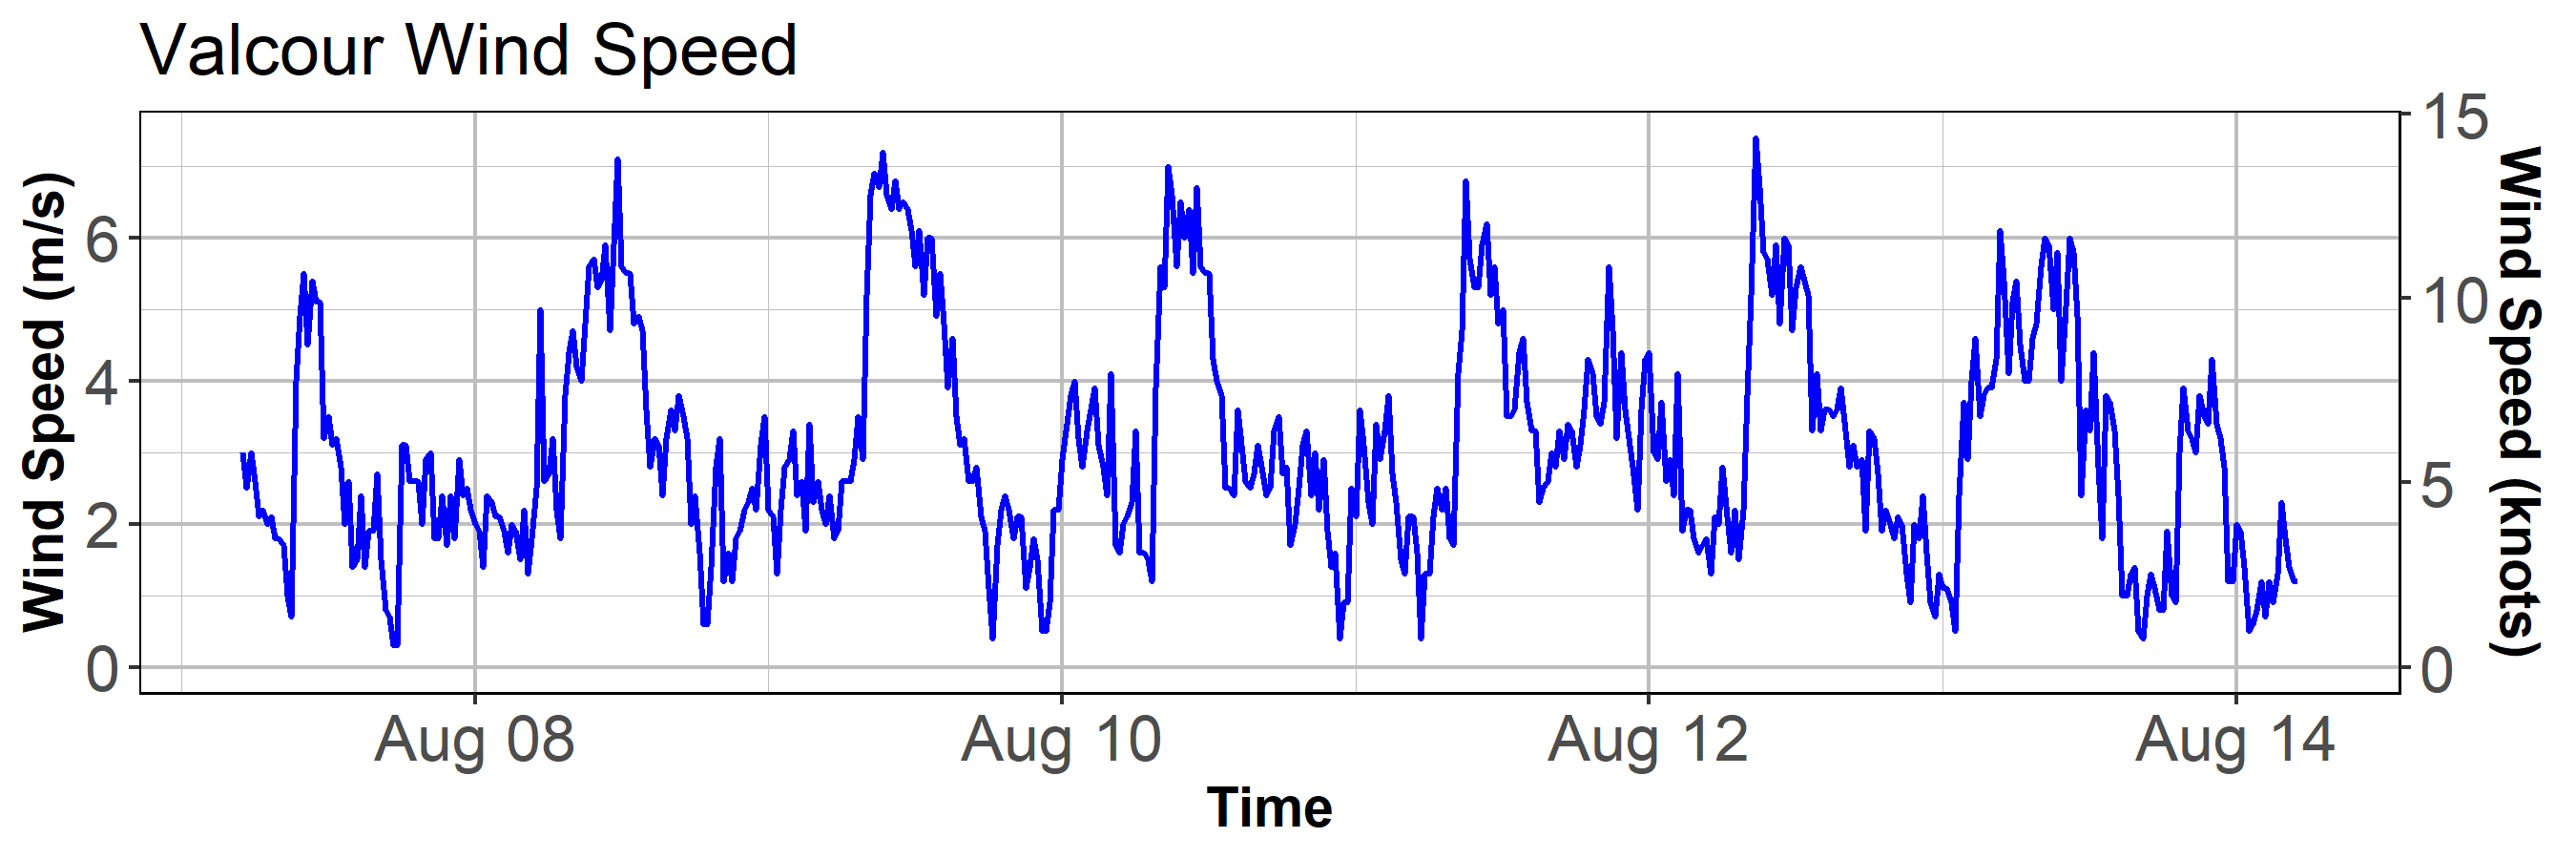 Valcour Wind Speed
Wind Speed (m/s)
6
4
2
0
15
10
5
0
Wind Speed (knots)
Aug 08
Aug 10
Aug 12
Aug 14
Time